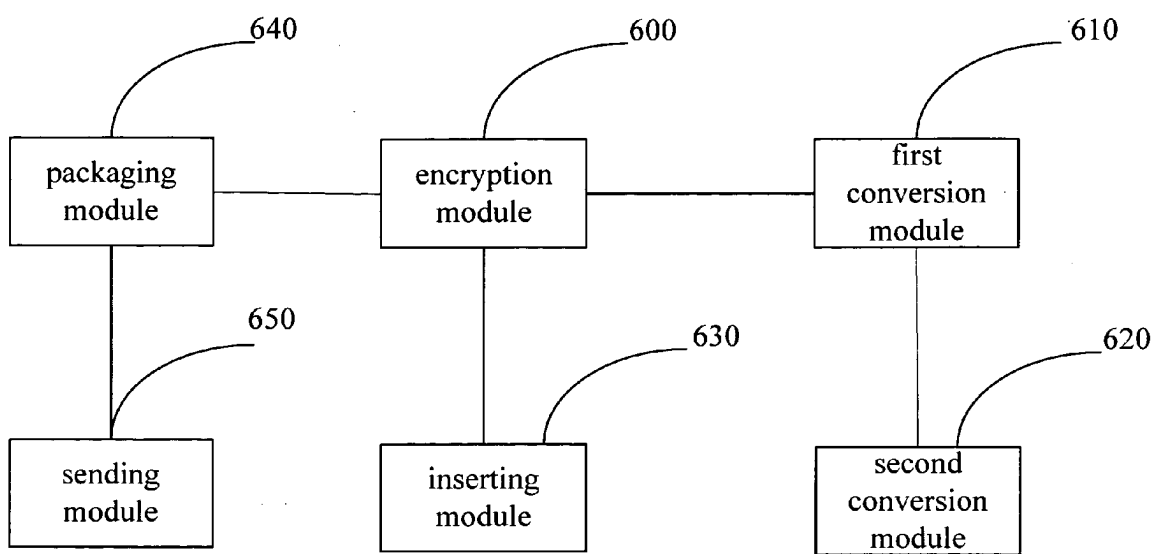 640
600
610
packaging
module
encryption
module
first
conversion
module
650
630
620
sending
module
inserting
module
second
conversion
module